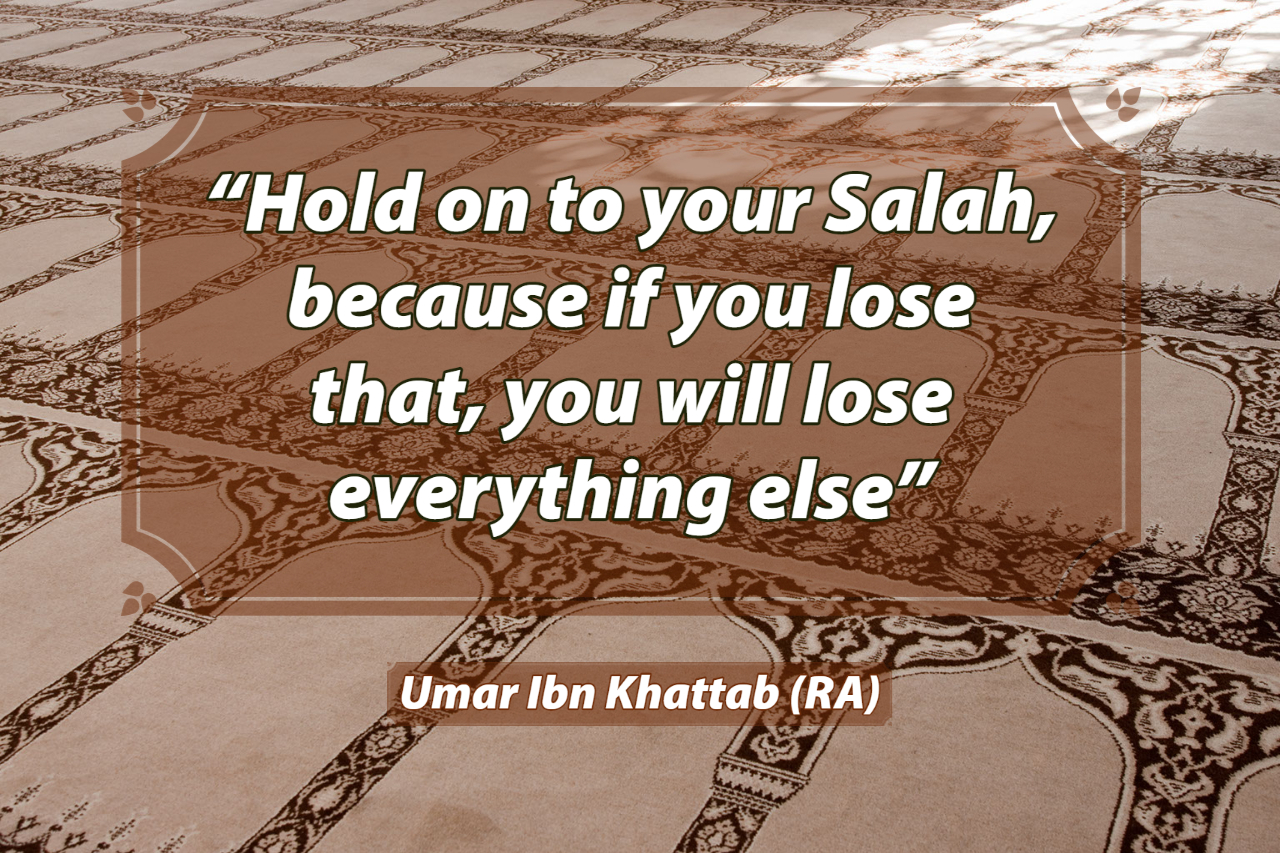 “Hold on to your Salah,
because if you lose
that, you will lose
everything else”
Umar Ibn Khattab (RA)